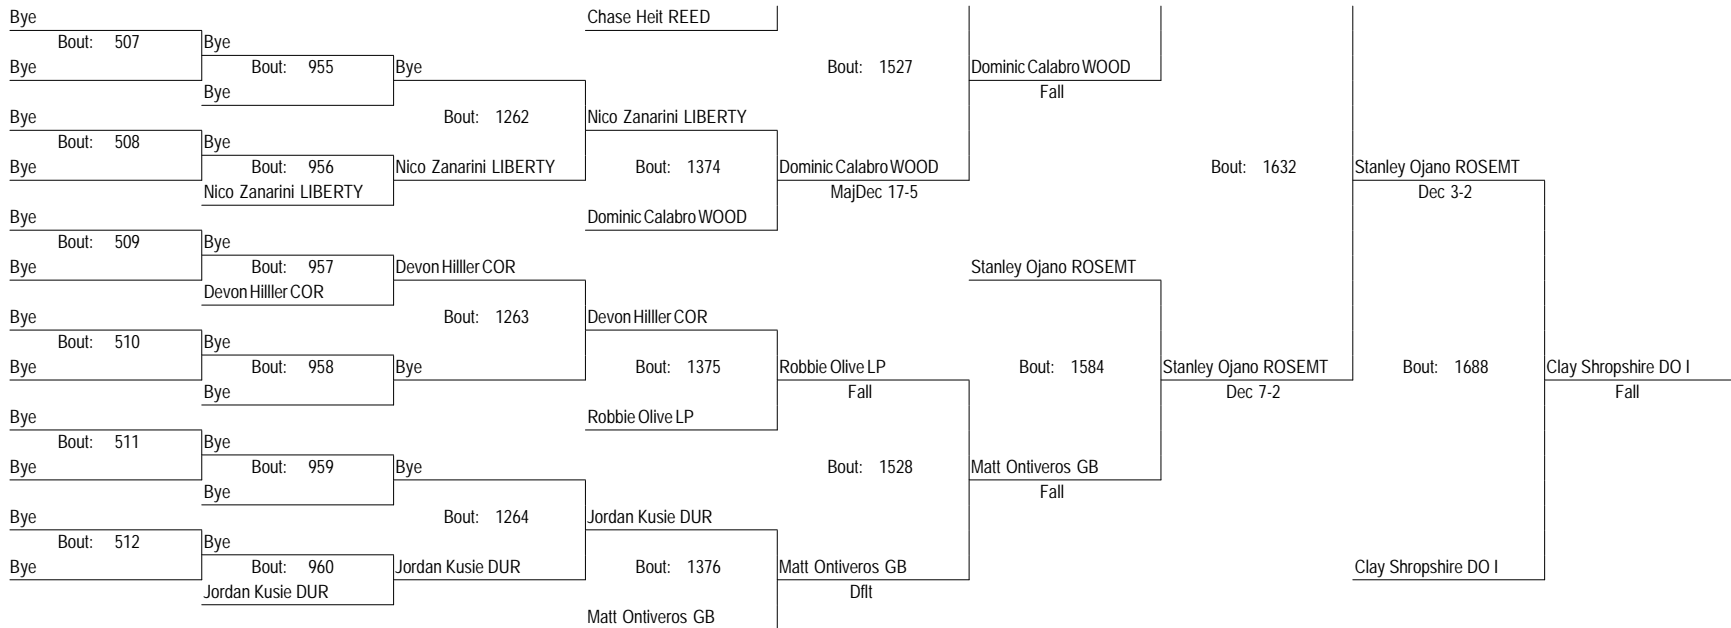 Bye
Chase Heit REED
Bout: 507
Bye
Bye
Bout: 955
Bye
Bout: 1527
Dominic Calabro WOOD
Bye
Fall
Bye
Bout: 1262
Nico Zanarini LIBERTY
Bout: 508
Bye
Bye
Bout: 956
Nico Zanarini LIBERTY
Bout: 1374
Dominic Calabro WOOD
Bout: 1632
Stanley Ojano ROSEMT
Nico Zanarini LIBERTY
MajDec 17-5
Dec 3-2
Bye
Dominic Calabro WOOD
Bout: 509
Bye
Bye
Bout: 957
Devon Hilller COR
Stanley Ojano ROSEMT
Devon Hilller COR
Bye
Bout: 1263
Devon Hilller COR
Bout: 510
Bye
Bye
Bout: 958
Bye
Bout: 1375
Robbie Olive LP
Bout: 1584
Stanley Ojano ROSEMT
Bout: 1688
Clay Shropshire DO I
Bye
Fall
Dec 7-2
Fall
Bye
Robbie Olive LP
Bout: 511
Bye
Bye
Bout: 959
Bye
Bout: 1528
Matt Ontiveros GB
Bye
Fall
Bye
Bout: 1264
Jordan Kusie DUR
Bout: 512
Bye
Bye
Bout: 960
Jordan Kusie DUR
Bout: 1376
Matt Ontiveros GB
Clay Shropshire DO I
Jordan Kusie DUR
Dflt
Matt Ontiveros GB